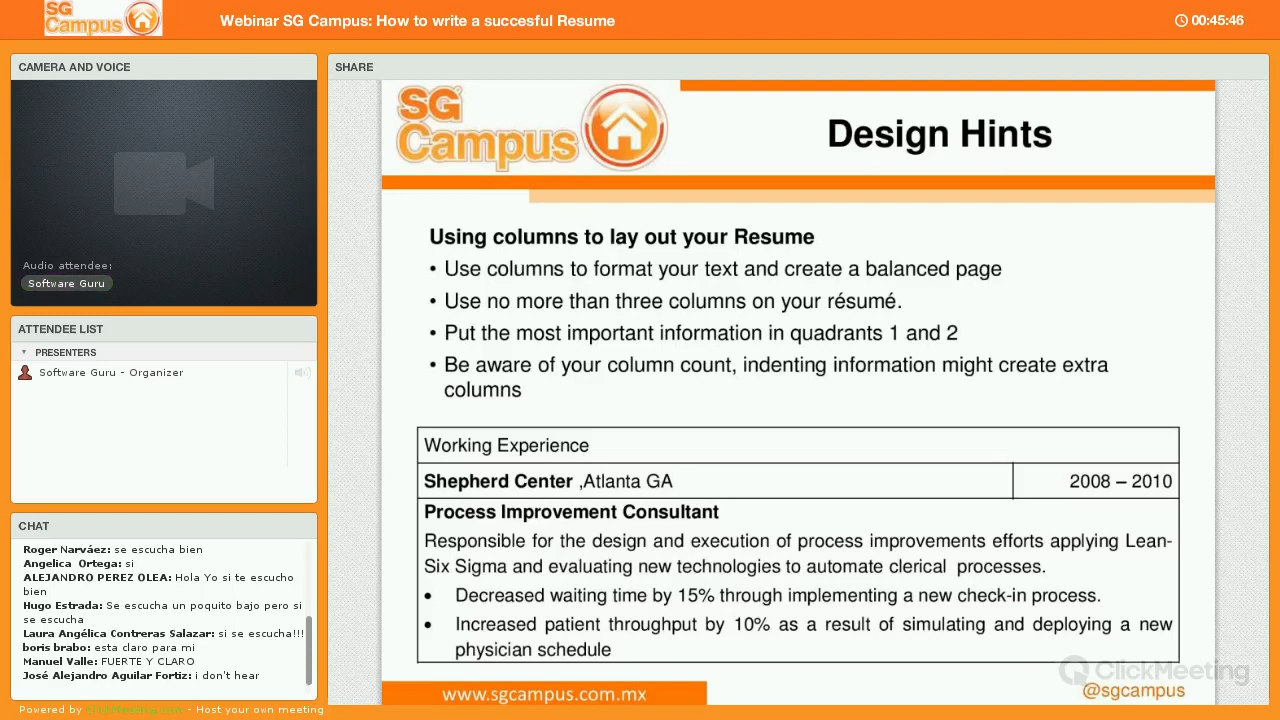 SG Campus
Webinar SG Campus: How to write a succesful Resume
00:45:46
CAMERA AND VOICE
Audio attendee:
Software Guru
ATTENDEE LIST
PRESENTERS
Software Guru - Organizer
CHAT
Roger Narváez: se escucha bien
Angelica Ortega: si
ALEJANDRO PEREZ OLEA: Hola Yo si te escucho
bien
Hugo Estrada: Se escucha un poquito bajo pero si
se escucha
Laura Angélica Contreras Salazar: si se escucha!!!
boris brabo: esta claro para mi
Manuel Valle: FUERTE Y CLARO
José Alejandro Aguilar Fortiz: i don't hear
Powered by ClickMeeting.com - Host your own meeting
SHARE
SG
Campus
Design Hints
Using columns to lay out your Resume
• Use columns to format your text and create a balanced page
• Use no more than three columns on your résumé.
• Put the most important information in quadrants 1 and 2
• Be aware of your column count, indenting information might create extra
columns
Working Experience
Shepherd Center ,Atlanta GA 2008 – 2010
Process Improvement Consultant
Responsible for the design and execution of process improvements efforts applying Lean-
Six Sigma and evaluating new technologies to automate clerical processes.
• Decreased waiting time by 15% through implementing a new check-in process.
• Increased patient throughput by 10% as a result of simulating and deploying a new
physician schedule
ClickMeeting
www.sgcampus.com.mx
@sgcampus